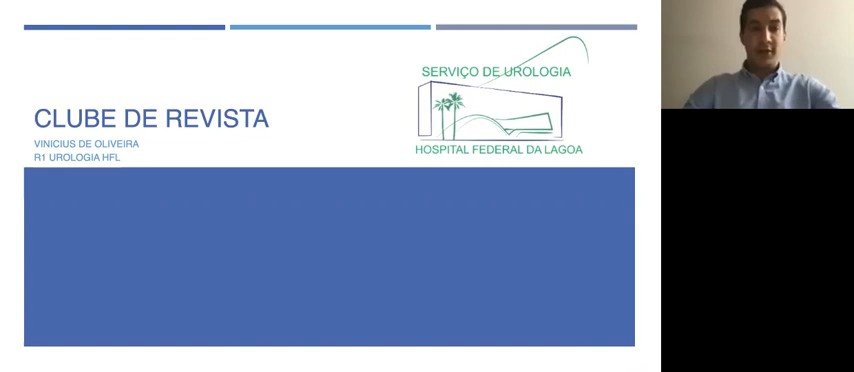 SERVIÇO DE UROLOGIA
CLUBE DE REVISTA
VINICIUS DE OLIVEIRA
R1 UROLOGIA HFL
HOSPITAL FEDERAL DA LAGOA